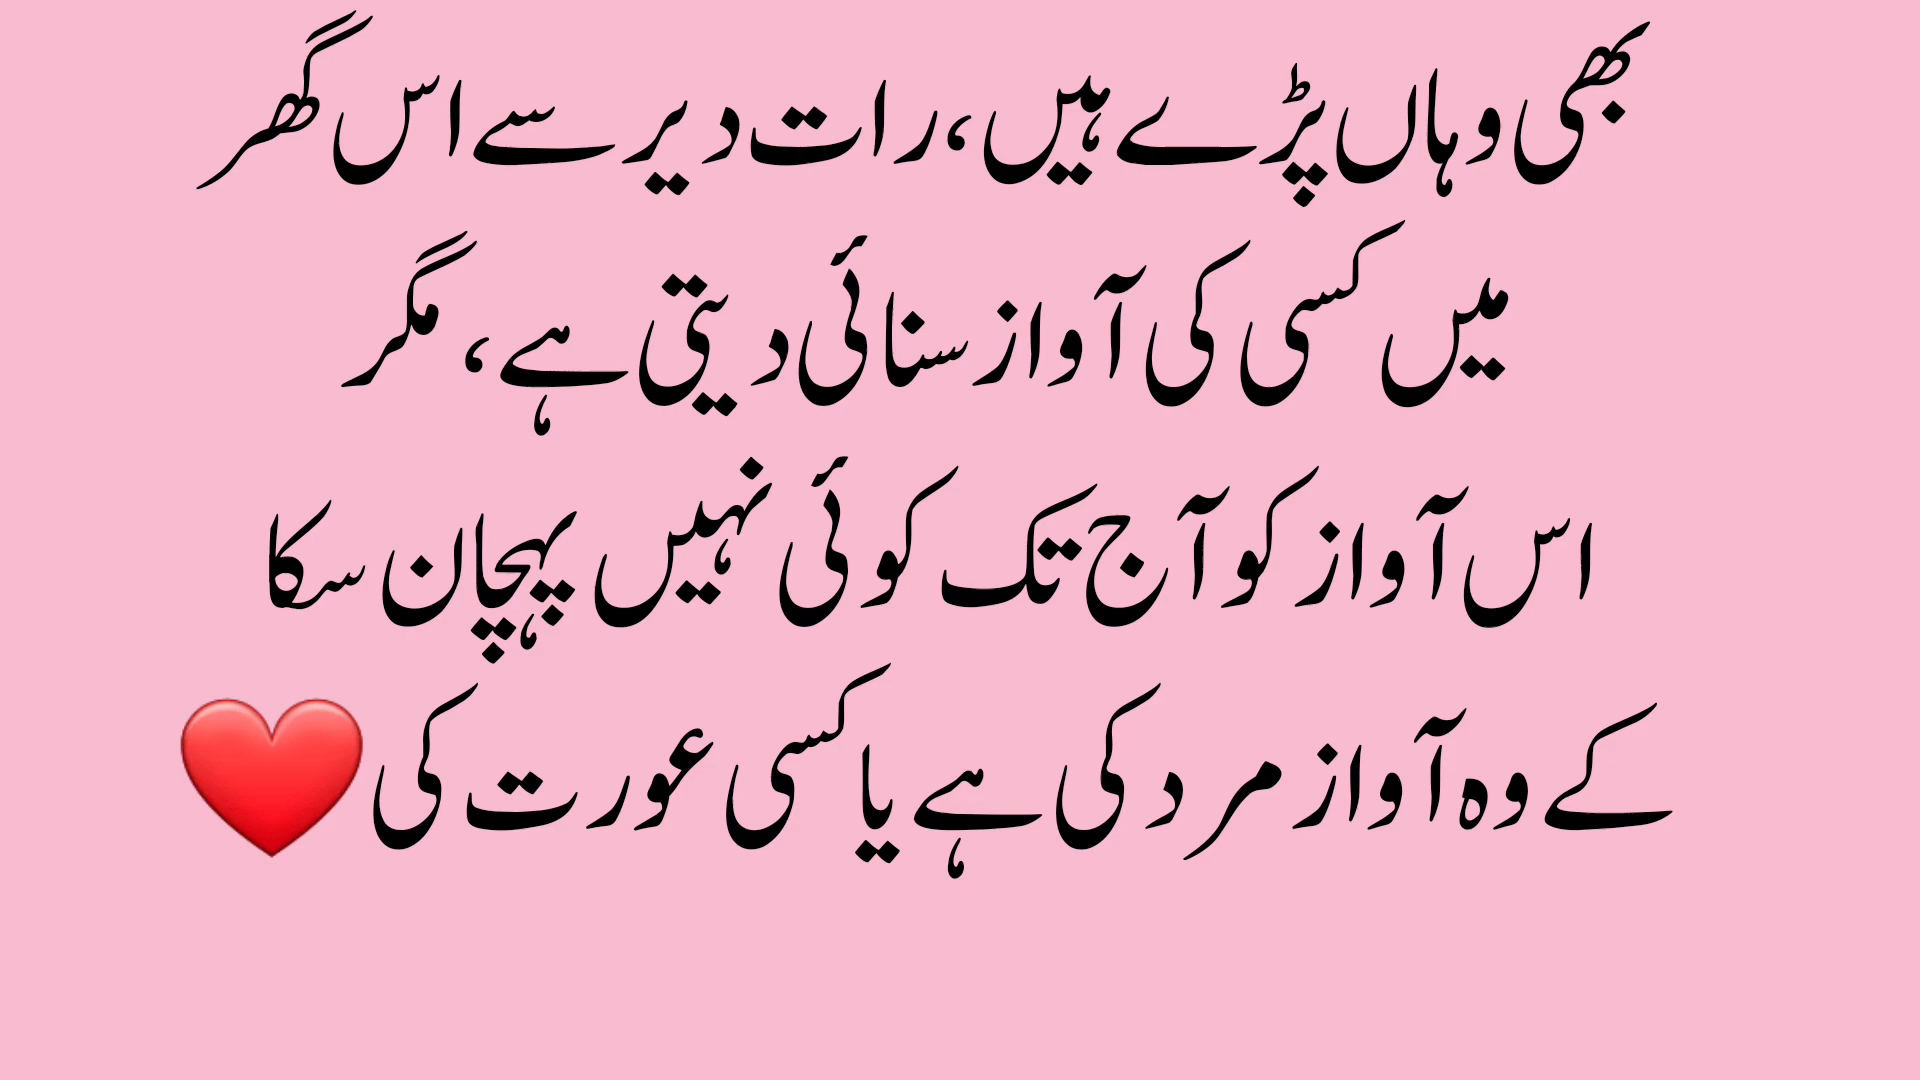 بھی وہاں پڑے ہیں، رات دیر سے اس گھر
میں کسی کی آواز سنائی دیتی ہے، مگر
اس آواز کو آج تک کوئی نہیں پہچان سکا
کے وہ آواز مرد کی ہے یا کسی عورت کی❤️